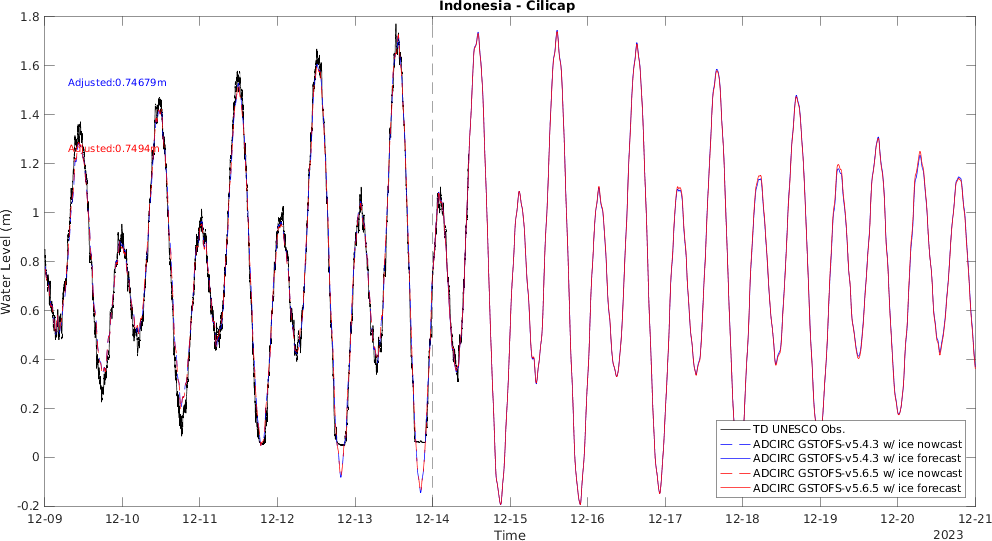 Indonesia - Cilicap
1.8
1.6
1.4
1.2
1
0.8
0.6
0.4
0.2
0
-0.2
Water Level (m)
Adjusted:0.74679m
Adjusted:0.7494m
TD UNESCO Obs.
ADCIRC GSTOFS-v5.4.3 w/ ice nowcast
ADCIRC GSTOFS-v5.4.3 w/ ice forecast
ADCIRC GSTOFS-v5.6.5 w/ ice nowcast
ADCIRC GSTOFS-v5.6.5 w/ ice forecast
12-09 12-10 12-11 12-12 12-13 12-14 12-15 12-16 12-17 12-18 12-19 12-20 12-21
Time
2023